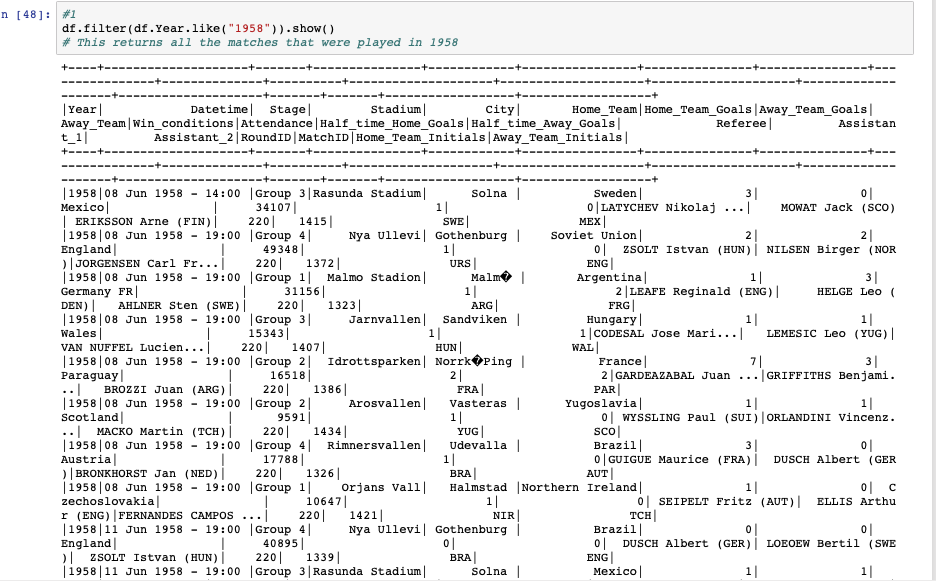 n [48]:
#1
df.filter(df.Year.like("1958")).show()
# This returns all the matches that were played in 1958
+----+--------------------+-------+-----------------+------------+-----------------+---------------+---------------+---
-------------+--------------+----------+--------------------+--------------------+--------------------+----------------
--------------------+-------+-------+------------------+------------------+
|Year|            Datetime|  Stage|          Stadium|        City|        Home_Team|Home_Team_Goals|Away_Team_Goals|
Away_Team|Win_conditions|Attendance|Half_time_Home_Goals|Half_time_Away_Goals|             Referee|         Assistan
t_1|         Assistant_2|RoundID|MatchID|Home_Team_Initials|Away_Team_Initials|
+----+--------------------+-------+-----------------+------------+-----------------+---------------+---------------+---
-------------+--------------+----------+--------------------+--------------------+--------------------+----------------
--------------------+-------+-------+------------------+------------------+
|1958|08 Jun 1958 - 14:00 |Group 3|Rasunda Stadium|      Solna |          Sweden|              3|              0|
Mexico|              |     34107|                   1|                   0|LATYCHEV Nikolaj ...|    MOWAT Jack (SCO)
| ERIKSSON Arne (FIN)|    220|   1415|             SWE|               MEX|
|1958|08 Jun 1958 - 19:00 |Group 4|     Nya Ullevi| Gothenburg |    Soviet Union|              2|              2|
England|              |     49348|                   1|                   0|  ZSOLT Istvan (HUN)| NILSEN Birger (NOR
)|JORGENSEN Carl Fr...|    220|   1372|               URS|               ENG|
|1958|08 Jun 1958 - 19:00 |Group 1|  Malmo Stadion|      Malm� |       Argentina|              1|              3|
Germany FR|              |     31156|                   1|                   2|LEAFE Reginald (ENG)|      HELGE Leo (
DEN)|   AHLNER Sten (SWE)|    220|   1323|               ARG|               FRG|
|1958|08 Jun 1958 - 19:00 |Group 3|     Jarnvallen|  Sandviken |         Hungary|              1|              1|
Wales|              |     15343|                   1|                   1|CODESAL Jose Mari...|   LEMESIC Leo (YUG)|
VAN NUFFEL Lucien...|    220|   1407|               HUN|               WAL|
|1958|08 Jun 1958 - 19:00 |Group 2|  Idrottsparken| Norrk�Ping |          France|              7|              3|
Paraguay|              |     16518|                   2|                   2|GARDEAZABAL Juan ...|GRIFFITHS Benjami.
..|   BROZZI Juan (ARG)|    220|   1386|               FRA|               PAR|
|1958|08 Jun 1958 - 19:00 |Group 2|     Arosvallen|   Vasteras |      Yugoslavia|              1|              1|
Scotland|              |      9591|                   1|                   0| WYSSLING Paul (SUI)|ORLANDINI Vincenz.
..|  MACKO Martin (TCH)|    220|   1434|               YUG|               SCO|
|1958|08 Jun 1958 - 19:00 |Group 4|   Rimnersvallen|   Udevalla |          Brazil|              3|              0|
Austria|              |     17788|                   1|                   0|GUIGUE Maurice (FRA)|   DUSCH Albert (GER
)|BRONKHORST Jan (NED)|    220|   1326|               BRA|               AUT|
|1958|08 Jun 1958 - 19:00 |Group 1|    Orjans Vall|   Halmstad |Northern Ireland|              1|              0|  C
zechoslovakia|              |     10647|                   1|                   0| SEIPELT Fritz (AUT)|   ELLIS Arthu
r (ENG)|FERNANDES CAMPOS ...|    220|   1421|               NIR|               TCH|
|1958|11 Jun 1958 - 19:00 |Group 4|     Nya Ullevi| Gothenburg |          Brazil|              0|              0|
England|              |     40895|                   0|                   0|  DUSCH Albert (GER)| LOEOEW Bertil (SWE
)|  ZSOLT Istvan (HUN)|    220|   1339|               BRA|               ENG|
|1958|11 Jun 1958 - 19:00 |Group 3|Rasunda Stadium|      Solna |          Mexico|              1|              1|